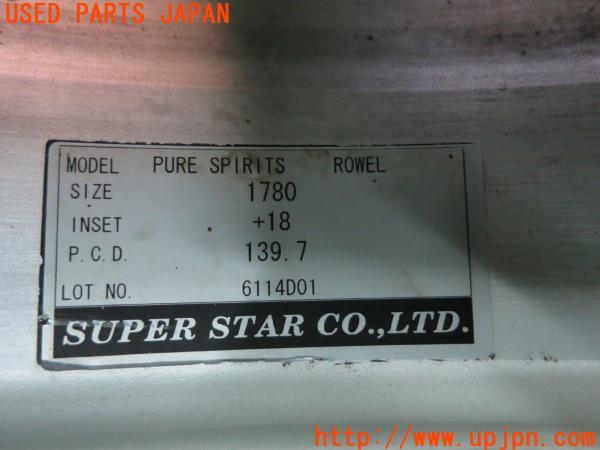 USED PARTS JAPAN
MODEL PURE SPIRITS ROWEL
SIZE 1780
INSET +18
P.C.D. 139.7
LOT NO. 6114D01
SUPER STAR CO.,LTD.
http://www.upjpn.com/